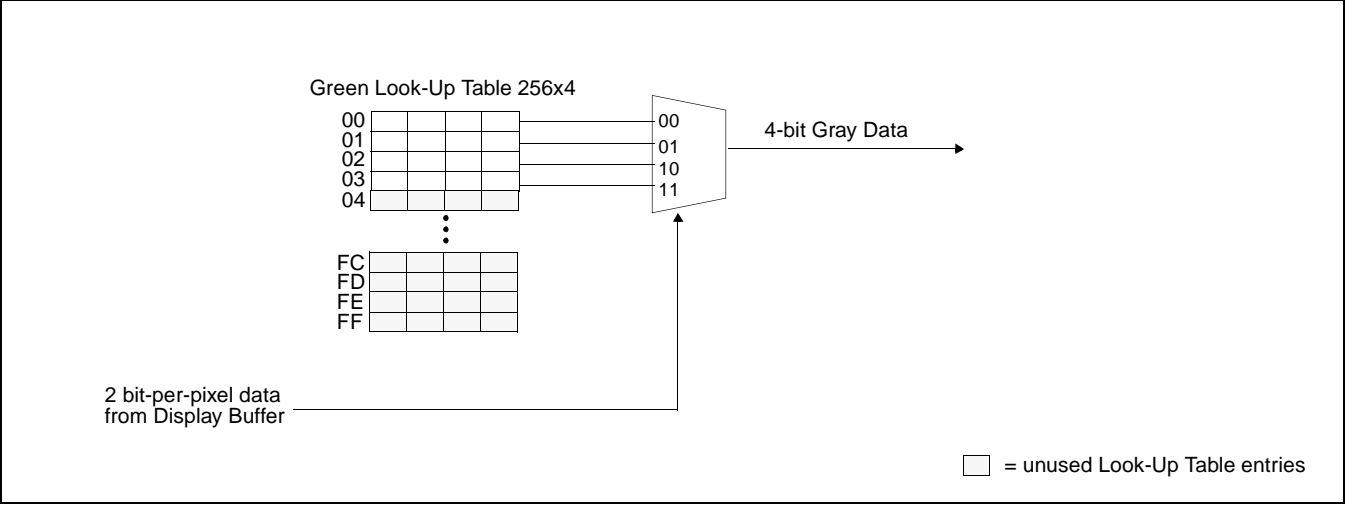 Green Look-Up Table 256x4
00
01
02
03
04
FC
FD
FE
FF
00
01
10
11
4-bit Gray Data
2 bit-per-pixel data
from Display Buffer
= unused Look-Up Table entries